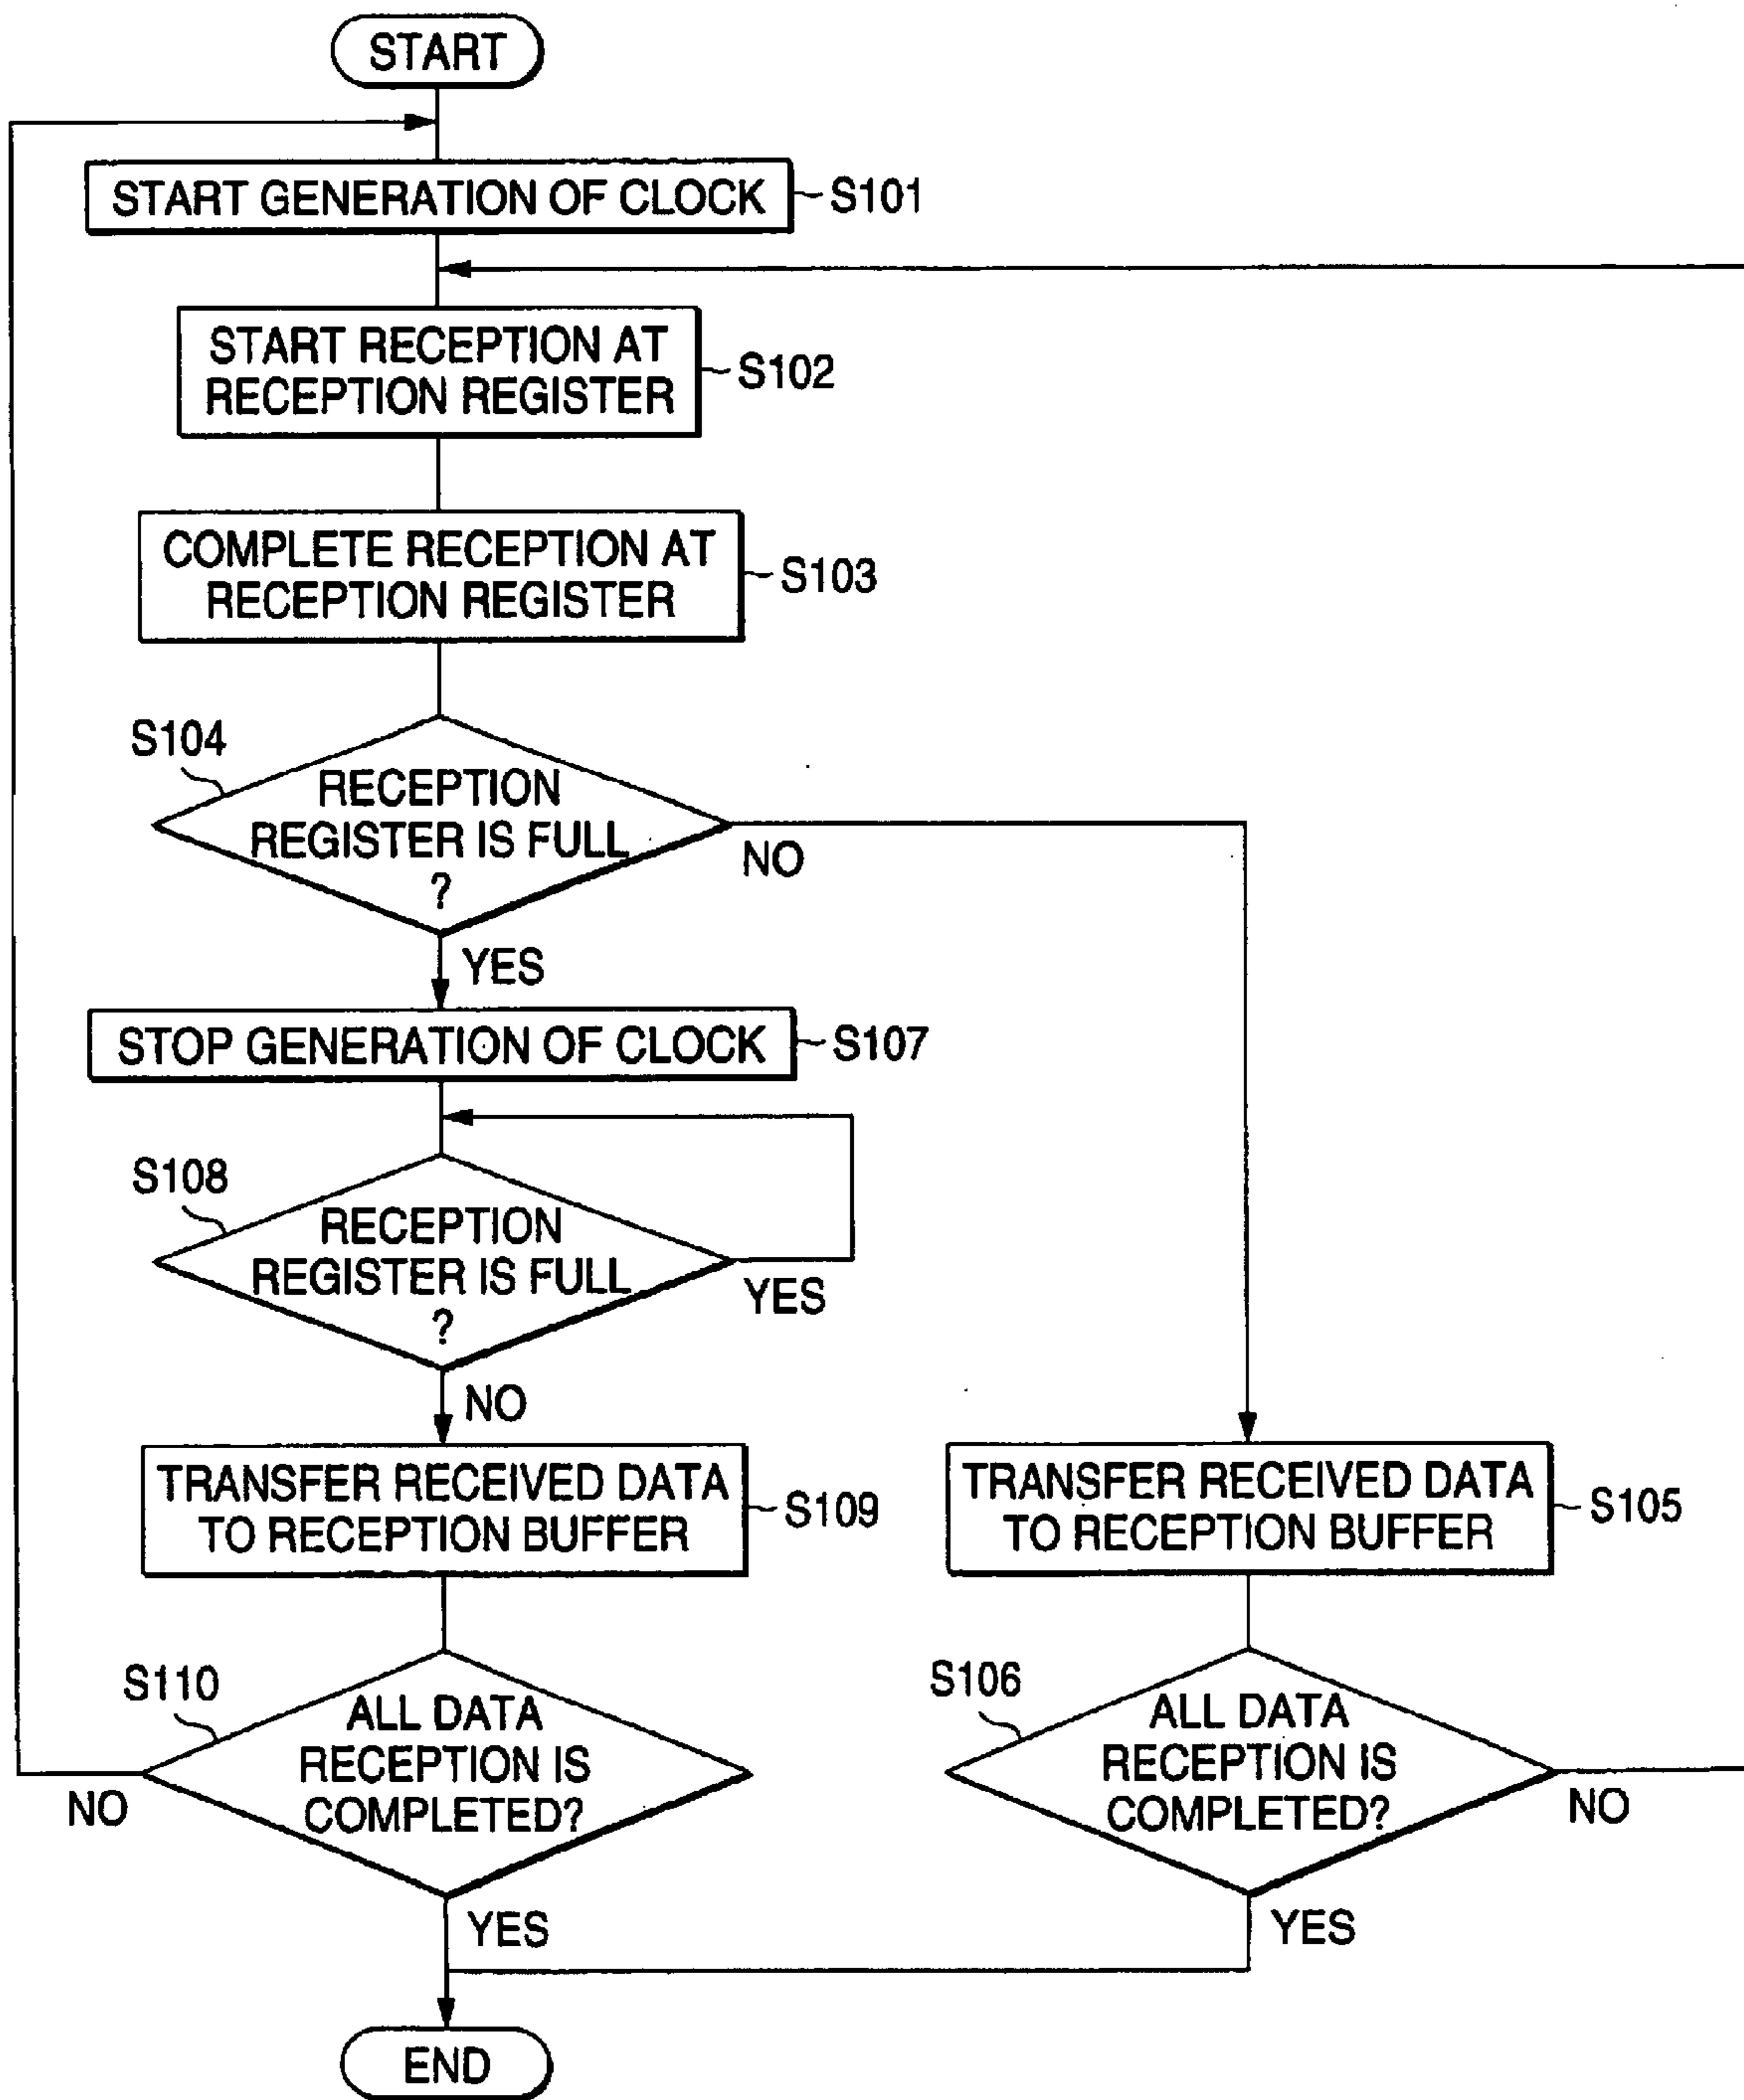 START
START GENERATION OF CLOCK
S101
START RECEPTION AT
RECEPTION REGISTER
S102
COMPLETE RECEPTION AT
RECEPTION REGISTER
S103
S104
RECEPTION
REGISTER IS FULL
?
NO
YES
STOP GENERATION OF CLOCK
S107
S108
RECEPTION
REGISTER IS FULL
?
YES
NO
TRANSFER RECEIVED DATA
TO RECEPTION BUFFER
S109
TRANSFER RECEIVED DATA
TO RECEPTION BUFFER
S105
S110
ALL DATA
RECEPTION IS
COMPLETED?
NO
YES
S106
ALL DATA
RECEPTION IS
COMPLETED?
NO
YES
END